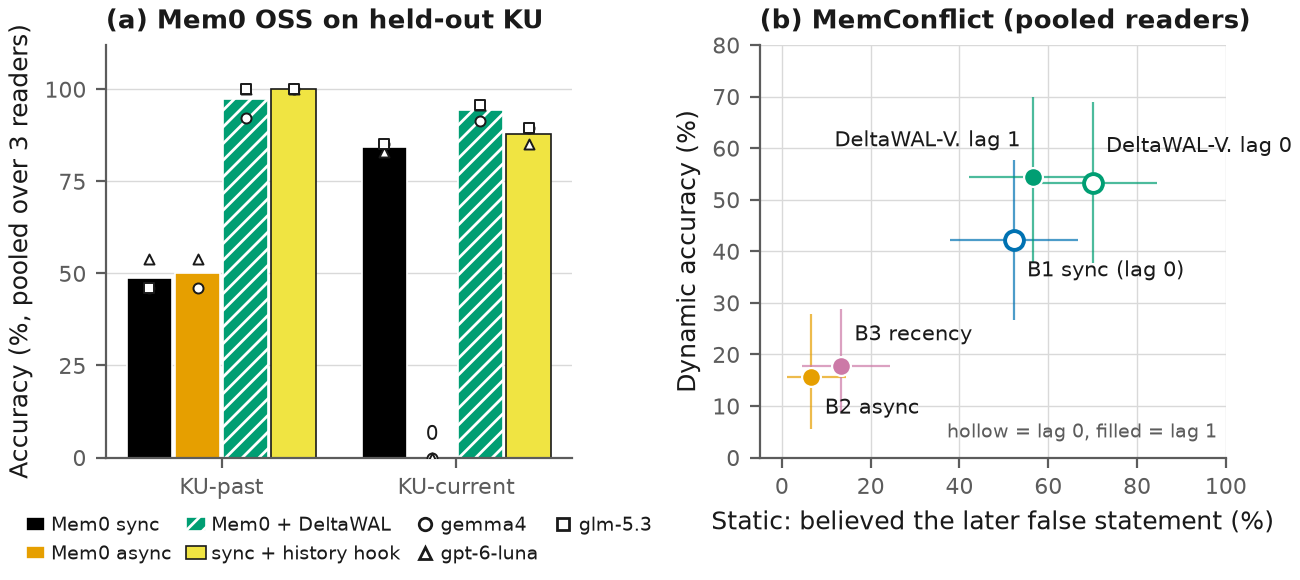 (a) Mem0 OSS on held-out KU
Accuracy (%, pooled over 3 readers)
100
75
50
25
0
0
KU-past
KU-current
Mem0 sync
Mem0 + DeltaWAL
gemma4
glm-5.3
Mem0 async
sync + history hook
gpt-6-luna
(b) MemConflict (pooled readers)
Dynamic accuracy (%)
80
70
60
50
40
30
20
10
0
DeltaWAL-V. lag 1
DeltaWAL-V. lag 0
B1 sync (lag 0)
B3 recency
B2 async
hollow = lag 0, filled = lag 1
0
20
40
60
80
100
Static: believed the later false statement (%)